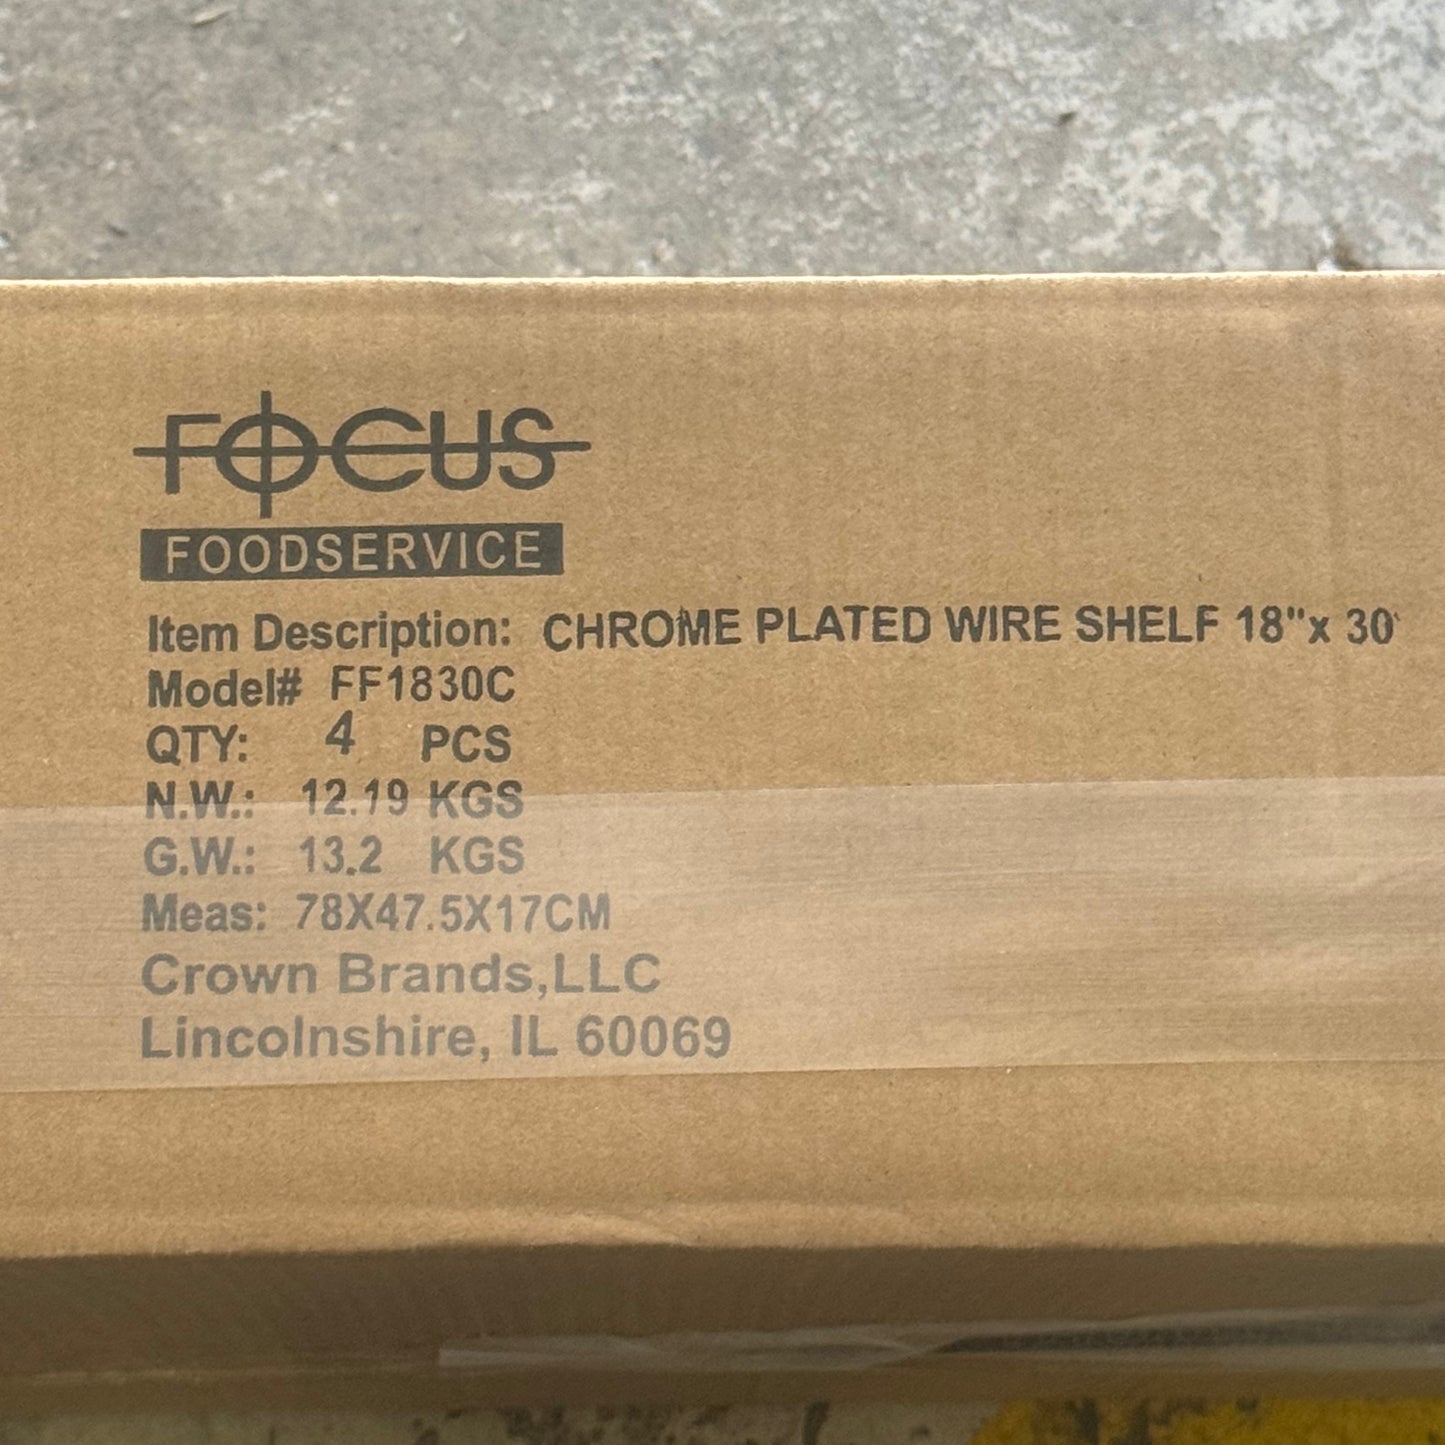 FOCUS
FOODSERVICE
Item Description: CHROME PLATED WIRE SHELF 18"x 30'
Model# FF1830C
QTY: 4 PCS
N.W.: 12.19 KGS
G.W.: 13.2 KGS
Meas: 78X47.5X17CM
Crown Brands,LLC
Lincolnshire, IL 60069